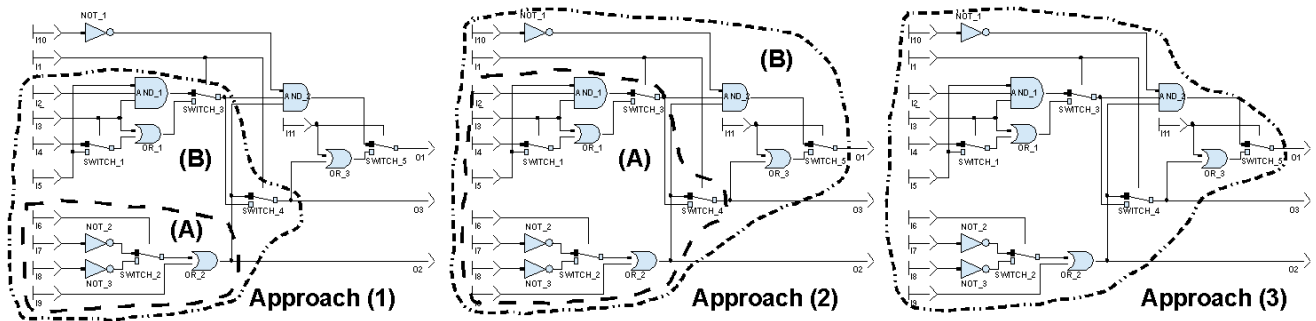 NOT_1
I10
I1
I2
I3
I4
I5
I6
I7
I8
I9
AND_1
SWITCH_3
AND_2
I11
SWITCH_1
OR_1
(B)
SWITCH_5
O1
OR_3
SWITCH_4
O3
(A)
NOT_2
SWITCH_2
NOT_3
OR_2
O2
Approach (1)
NOT_1
I10
I1
I2
I3
I4
I5
I6
I7
I8
I9
(B)
AND_1
SWITCH_3
AND_2
I11
SWITCH_1
OR_1
(A)
SWITCH_5
O1
OR_3
SWITCH_4
O3
NOT_2
SWITCH_2
NOT_3
OR_2
O2
Approach (2)
NOT_1
I10
I1
I2
I3
I4
I5
I6
I7
I8
I9
AND_1
SWITCH_3
AND_2
I11
SWITCH_1
OR_1
SWITCH_5
O1
OR_3
SWITCH_4
O3
NOT_2
SWITCH_2
NOT_3
OR_2
O2
Approach (3)